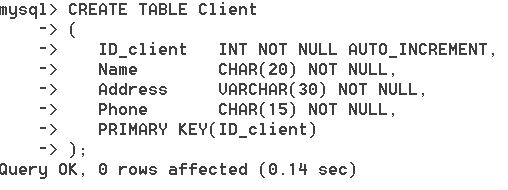 mysql> CREATE TABLE Client
    -> (
    ->    ID_client   INT NOT NULL AUTO_INCREMENT,
    ->    Name        CHAR(20) NOT NULL,
    ->    Address     VARCHAR(30) NOT NULL,
    ->    Phone       CHAR(15) NOT NULL,
    ->    PRIMARY KEY(ID_client)
    -> );
Query OK, 0 rows affected (0.14 sec)